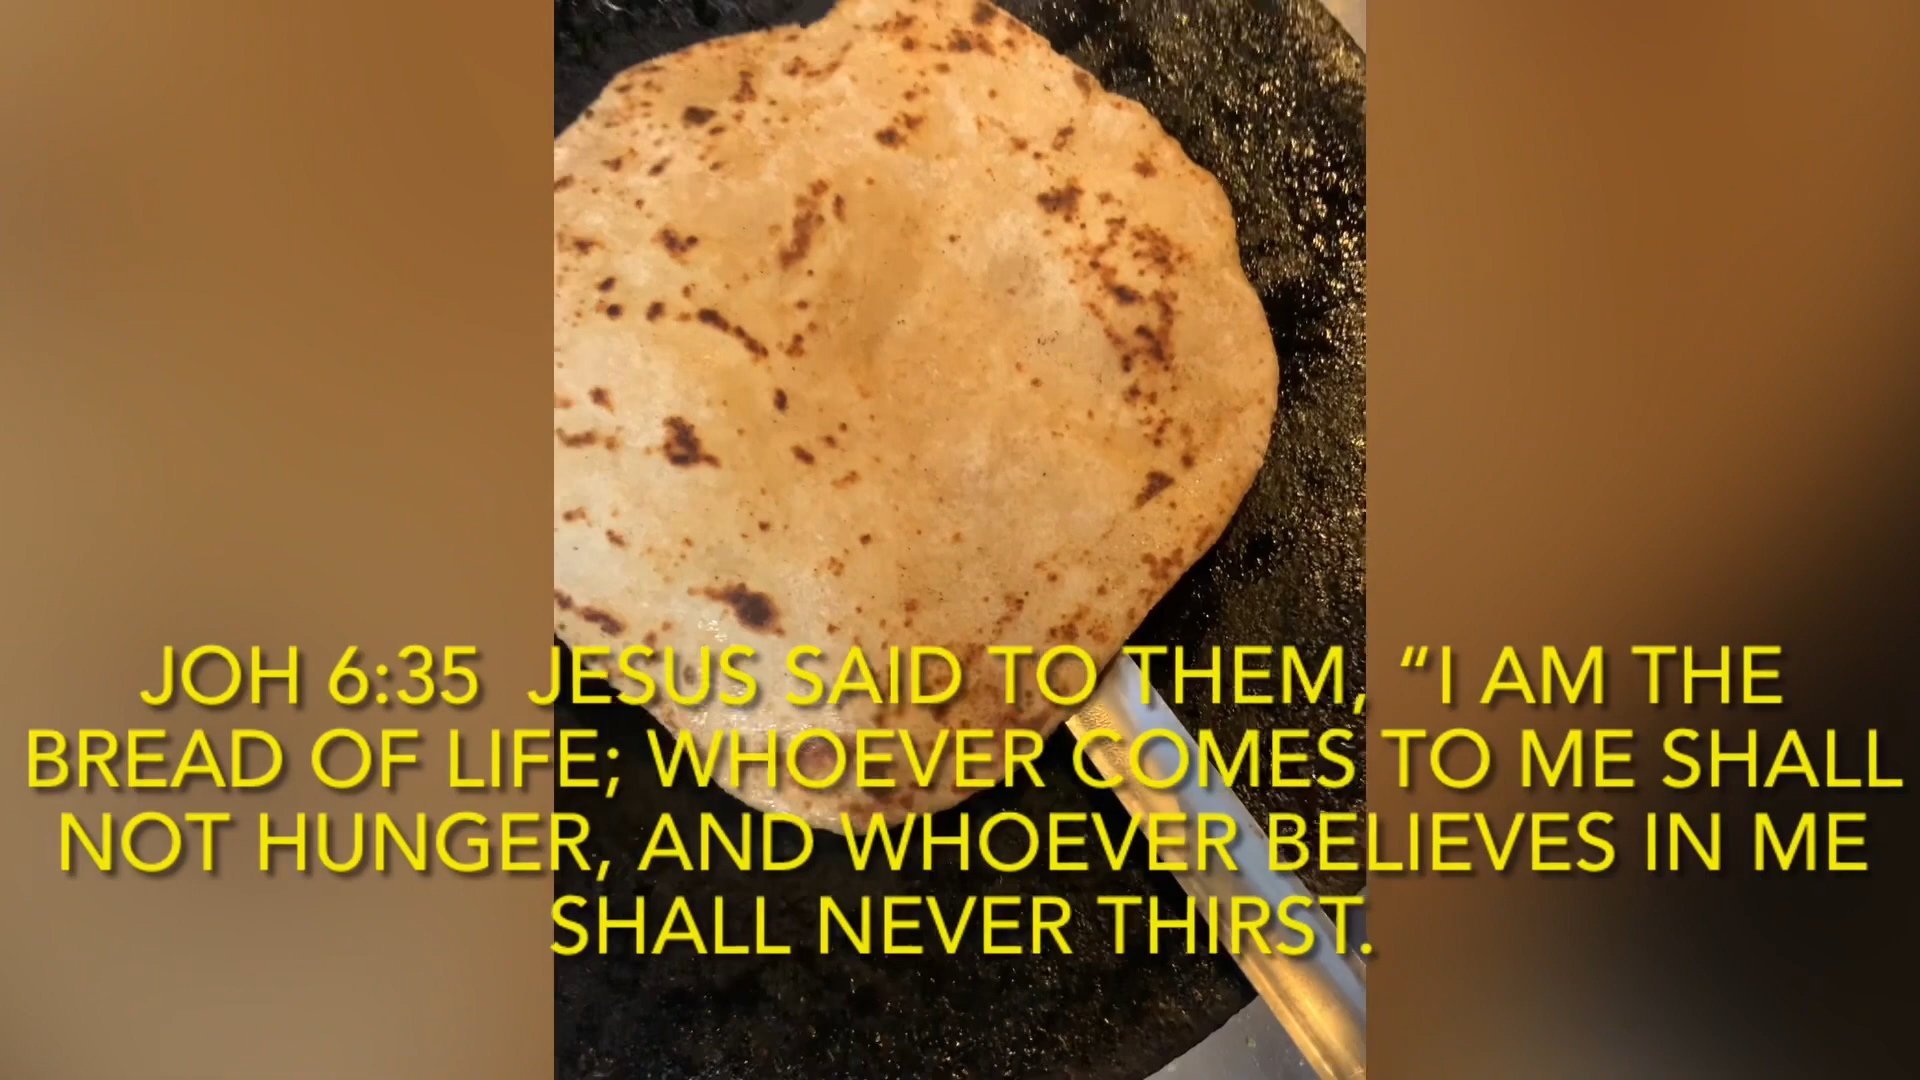 JOH 6:35  JESUS SAID TO THEM, “I AM THE
BREAD OF LIFE; WHOEVER COMES TO ME SHALL
NOT HUNGER, AND WHOEVER BELIEVES IN ME
SHALL NEVER THIRST.